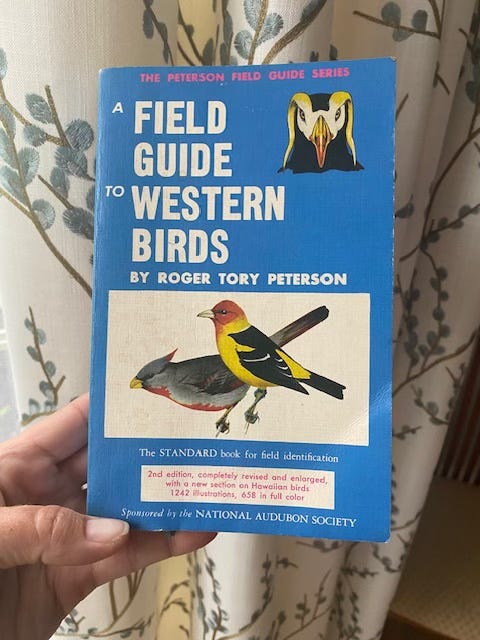 THE PETERSON FIELD GUIDE SERIES
A FIELD
GUIDE
TO WESTERN
BIRDS
BY ROGER TORY PETERSON
The STANDARD book for field identification
2nd edition, completely revised and enlarged,
with a new section on Hawaiian birds
1242 illustrations, 658 in full color
Sponsored by the NATIONAL AUDUBON SOCIETY